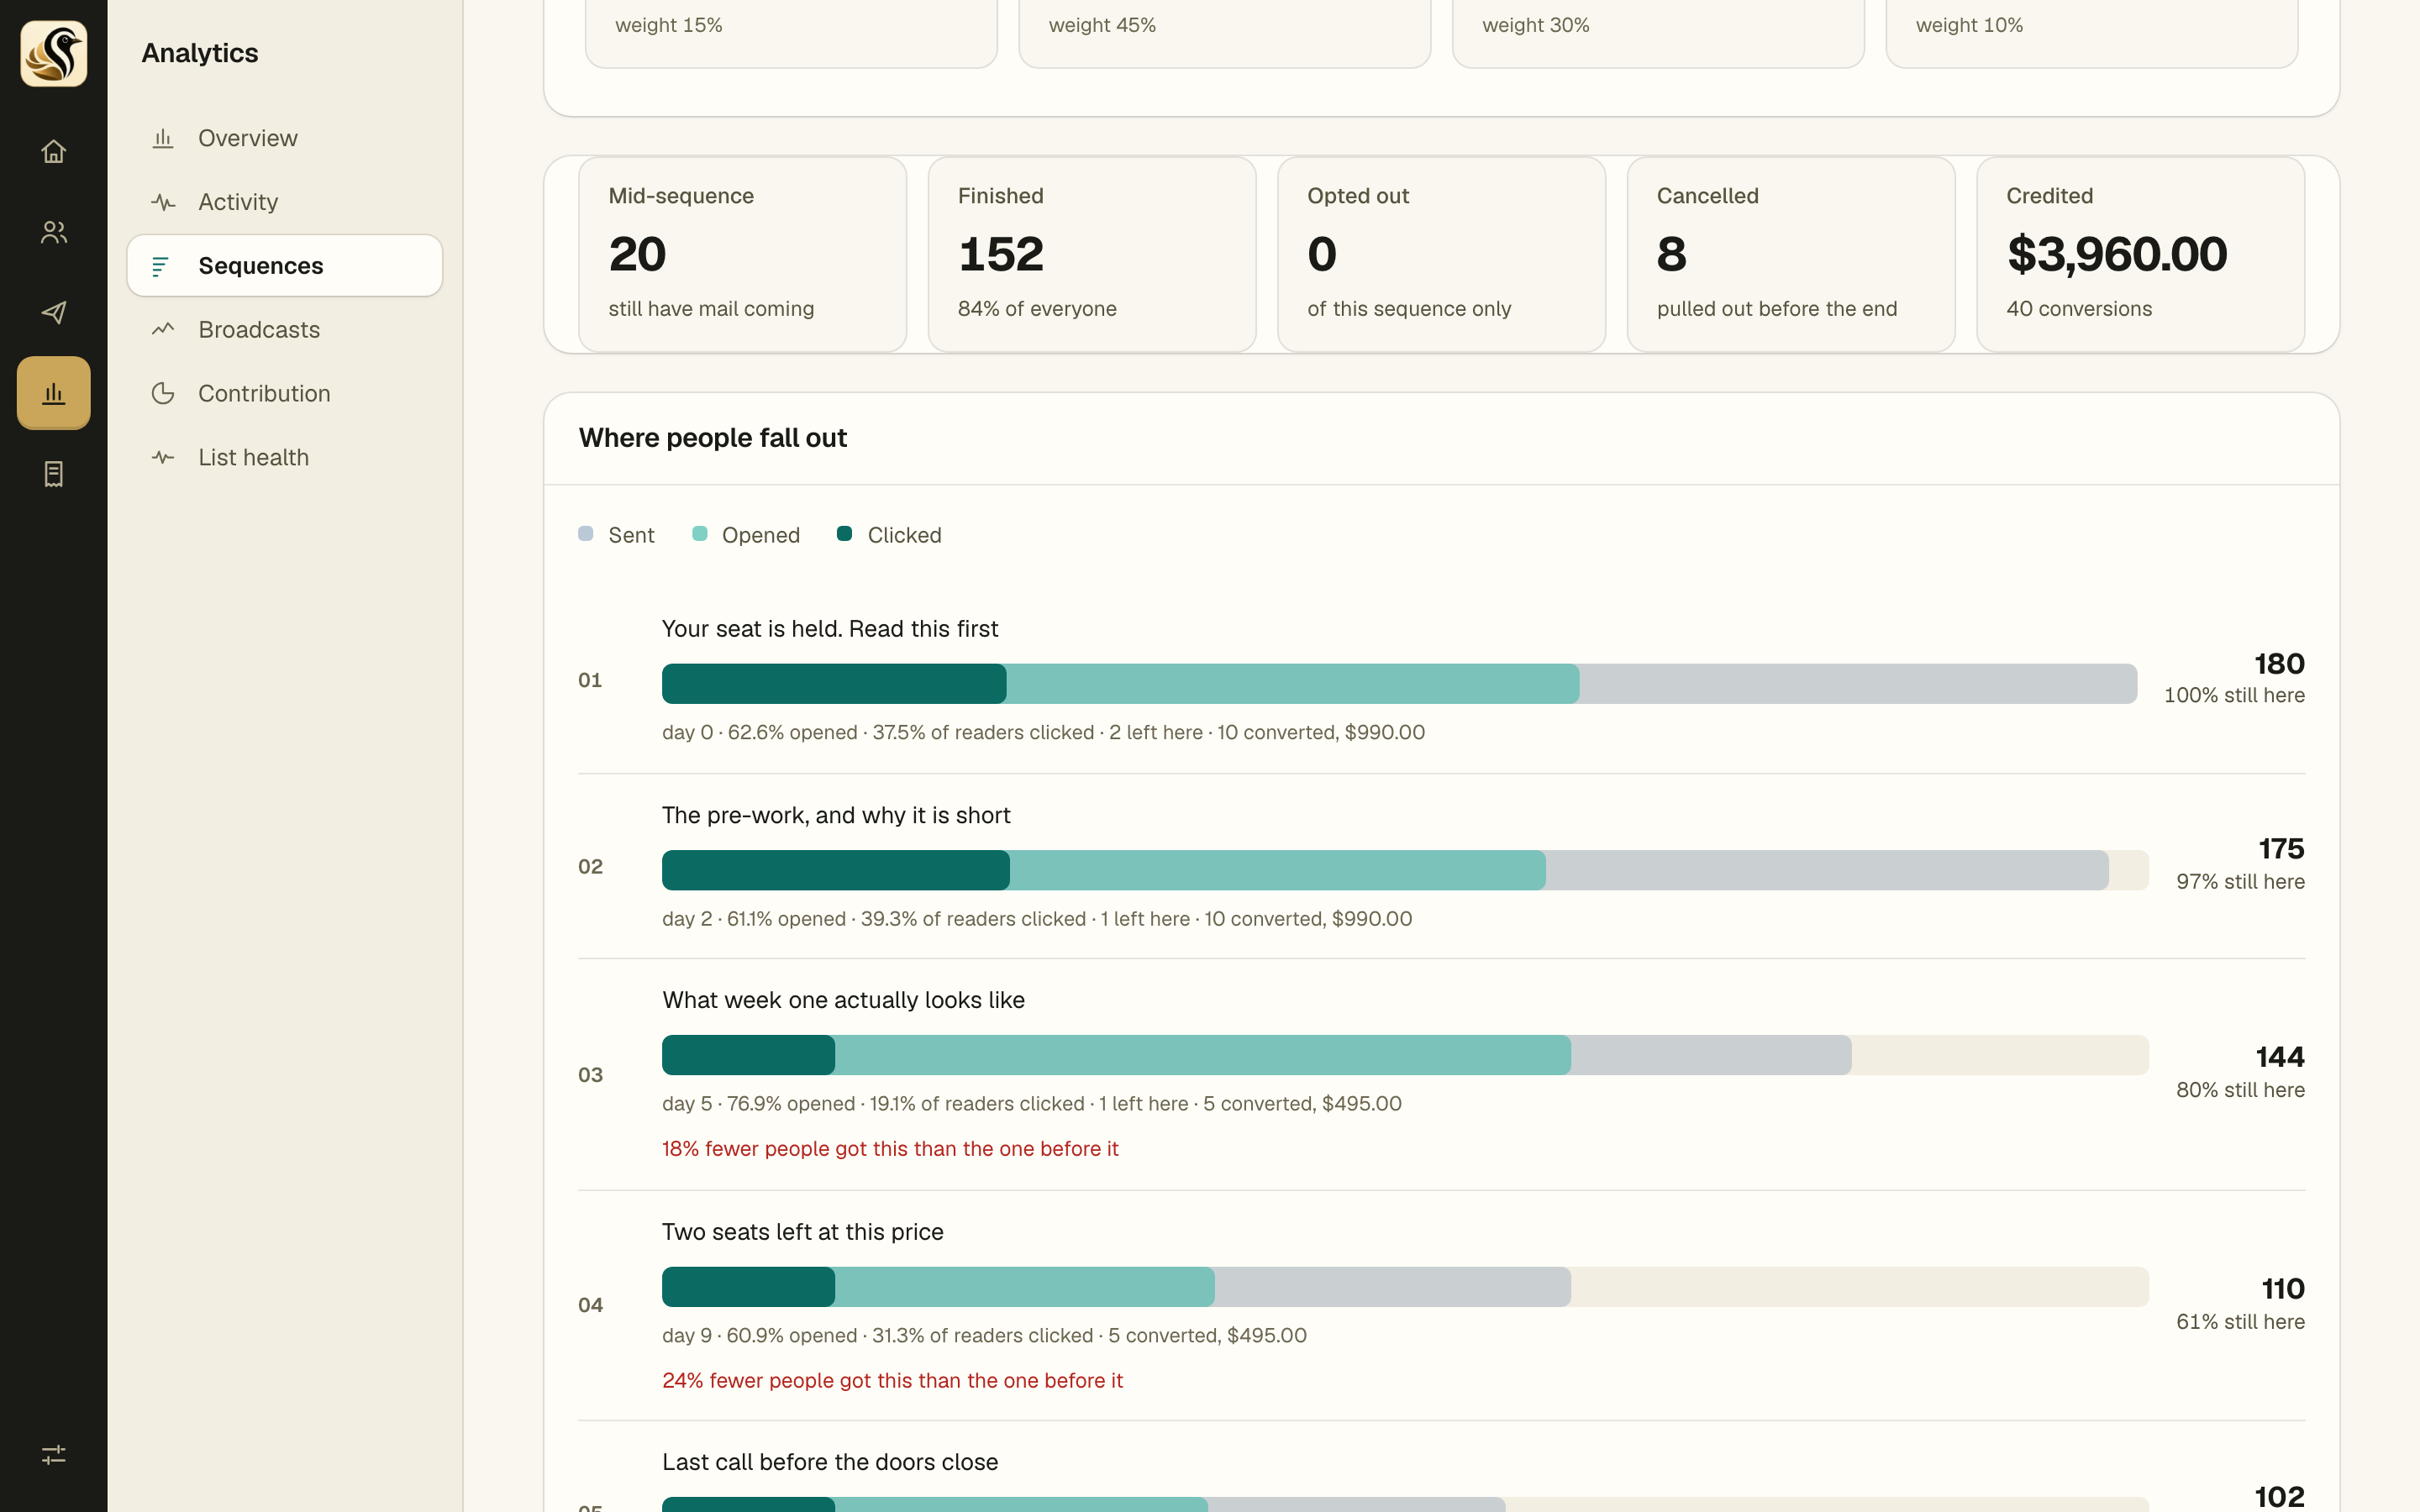 Analytics
Overview
Activity
Sequences
Broadcasts
Contribution
List health
weight 15%
weight 45%
weight 30%
weight 10%
Mid-sequence
20
still have mail coming
Finished
152
84% of everyone
Opted out
0
of this sequence only
Cancelled
8
pulled out before the end
Credited
$3,960.00
40 conversions
Where people fall out
Sent
Opened
Clicked
01
Your seat is held. Read this first
day 0 · 62.6% opened · 37.5% of readers clicked · 2 left here · 10 converted, $990.00
180
100% still here
02
The pre-work, and why it is short
day 2 · 61.1% opened · 39.3% of readers clicked · 1 left here · 10 converted, $990.00
175
97% still here
03
What week one actually looks like
day 5 · 76.9% opened · 19.1% of readers clicked · 1 left here · 5 converted, $495.00
18% fewer people got this than the one before it
144
80% still here
04
Two seats left at this price
day 9 · 60.9% opened · 31.3% of readers clicked · 5 converted, $495.00
24% fewer people got this than the one before it
110
61% still here
Last call before the doors close
102